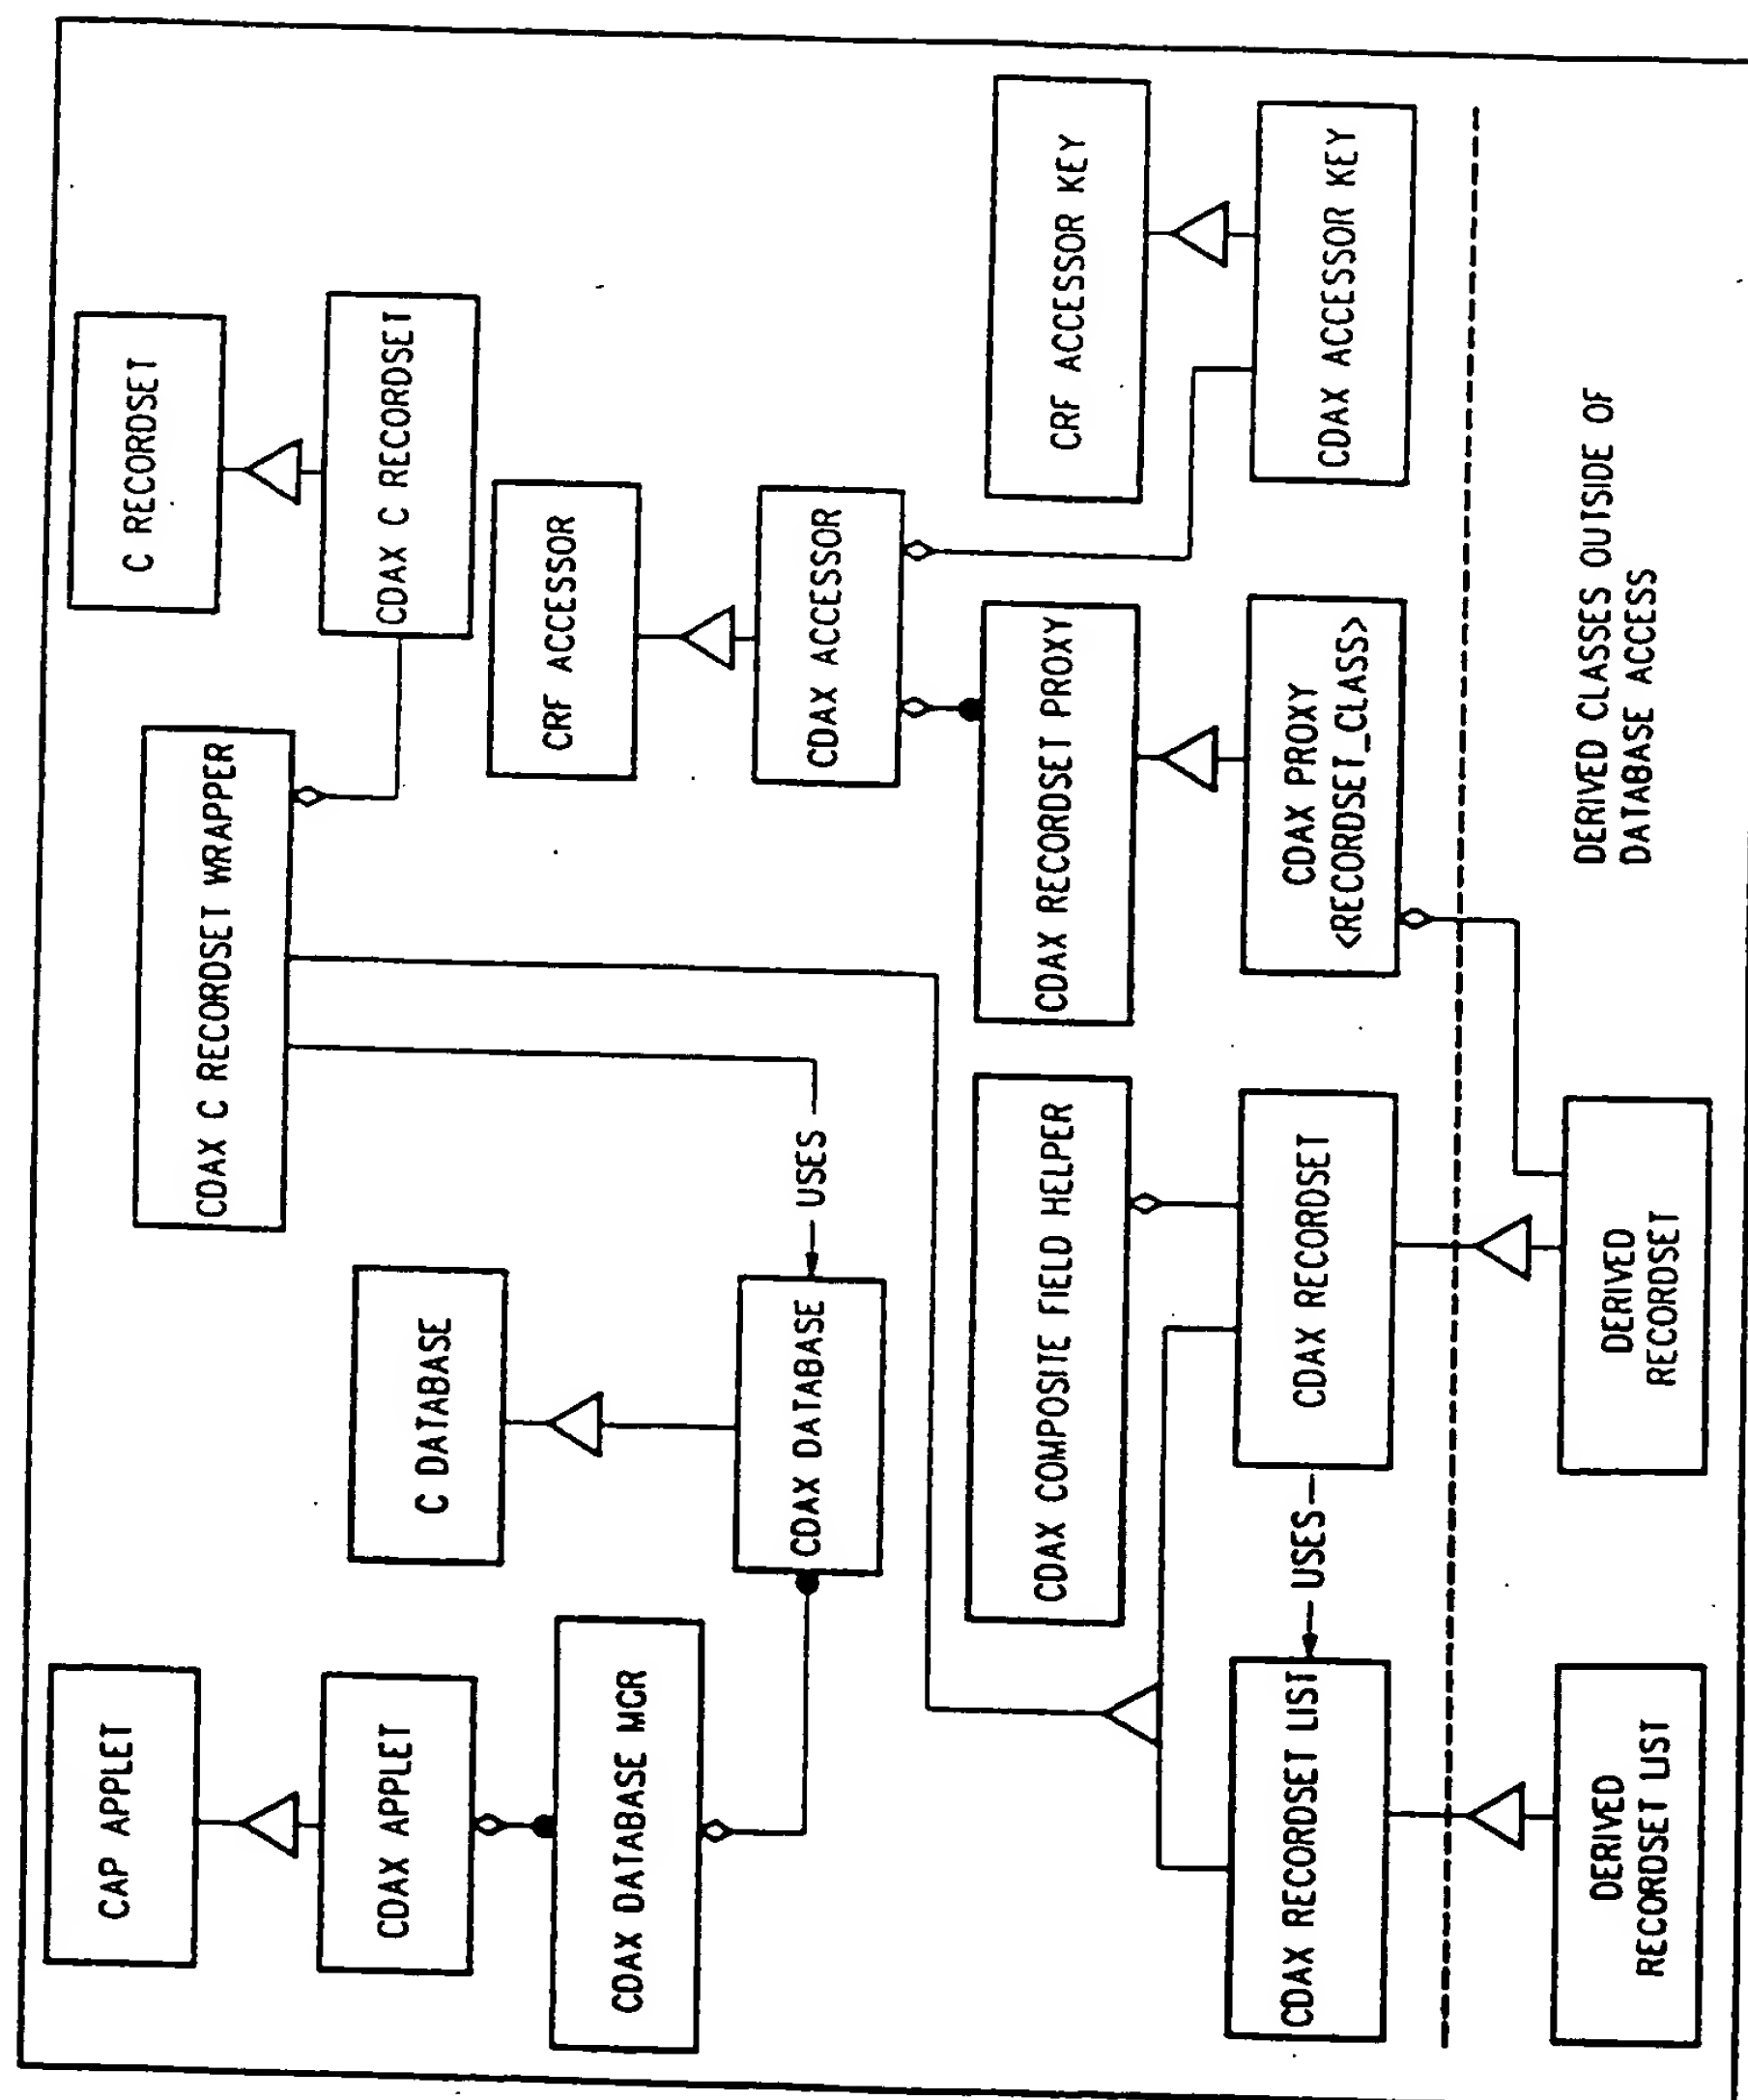 CAP APPLET
CDAX APPLET
CDAX DATABASE MGR
C DATABASE
CDAX DATABASE
USES
CDAX C RECORDSET WRAPPER
C RECORDSET
CDAX C RECORDSET
CRF ACCESSOR
CDAX ACCESSOR
CDAX COMPOSITE FIELD HELPER
CDAX RECORDSET PROXY
CRF ACCESSOR KEY
CDAX RECORDSET LIST
USES
CDAX RECORDSET
CDAX PROXY
<RECORDSET_CLASS>
CDAX ACCESSOR KEY
DERIVED
RECORDSET LIST
DERIVED
RECORDSET
DERIVED CLASSES OUTSIDE OF
DATABASE ACCESS